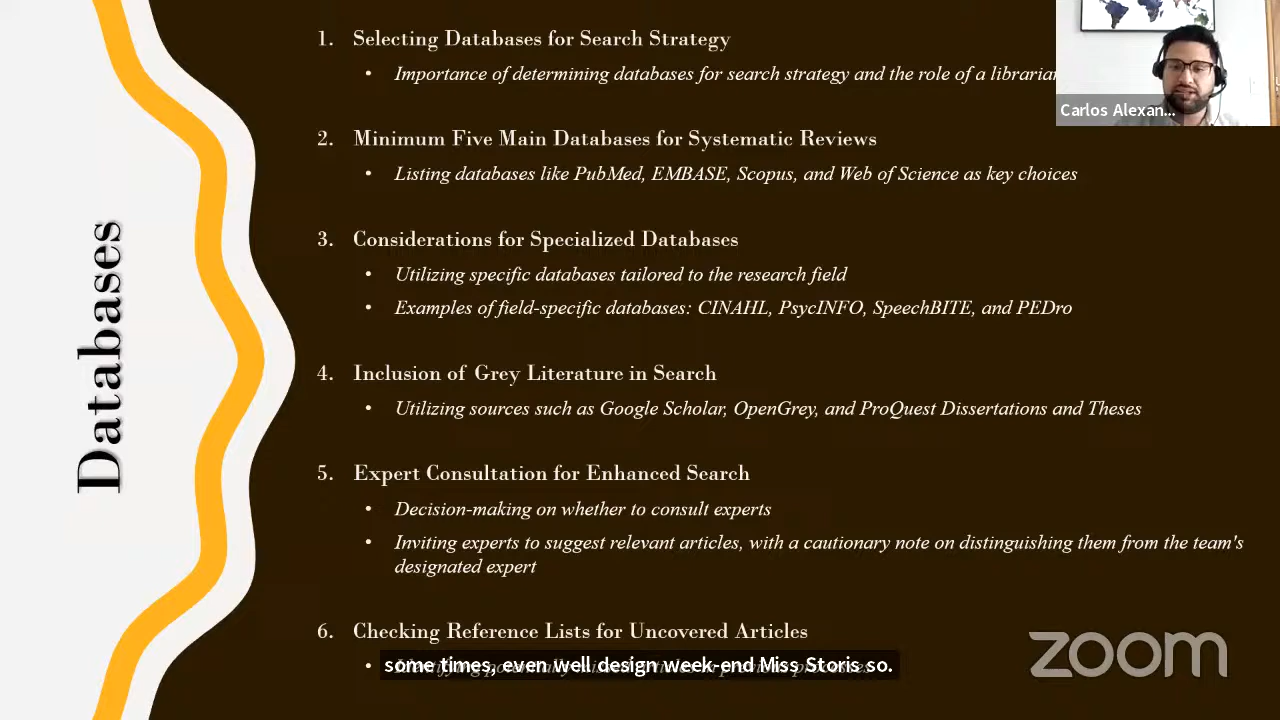 Databases
1. Selecting Databases for Search Strategy
• Importance of determining databases for search strategy and the role of a librarian
Carlos Alexan...
2. Minimum Five Main Databases for Systematic Reviews
• Listing databases like PubMed, EMBASE, Scopus, and Web of Science as key choices
3. Considerations for Specialized Databases
• Utilizing specific databases tailored to the research field
• Examples of field-specific databases: CINAHL, PsycINFO, SpeechBITE, and PEDro
4. Inclusion of Grey Literature in Search
• Utilizing sources such as Google Scholar, OpenGrey, and ProQuest Dissertations and Theses
5. Expert Consultation for Enhanced Search
• Decision-making on whether to consult experts
• Inviting experts to suggest relevant articles, with a cautionary note on distinguishing them from the team's
designated expert
6. Checking Reference Lists for Uncovered Articles
some times, even well design week-end Miss Storis so.
zoom